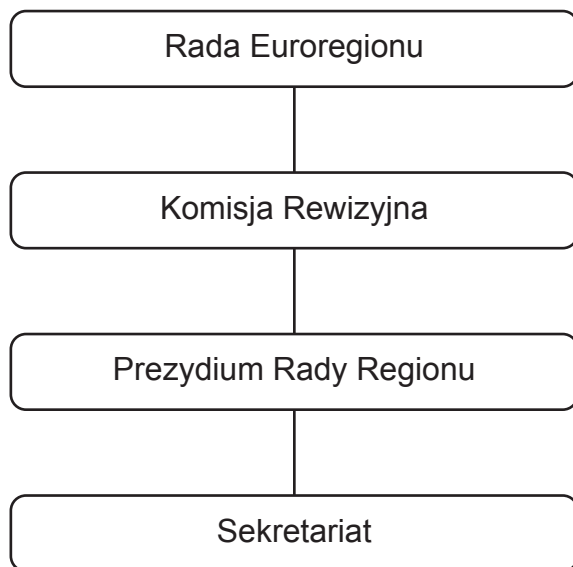 Rada Euroregionu
Komisja Rewizyjna
Prezydium Rady Regionu
Sekretariat